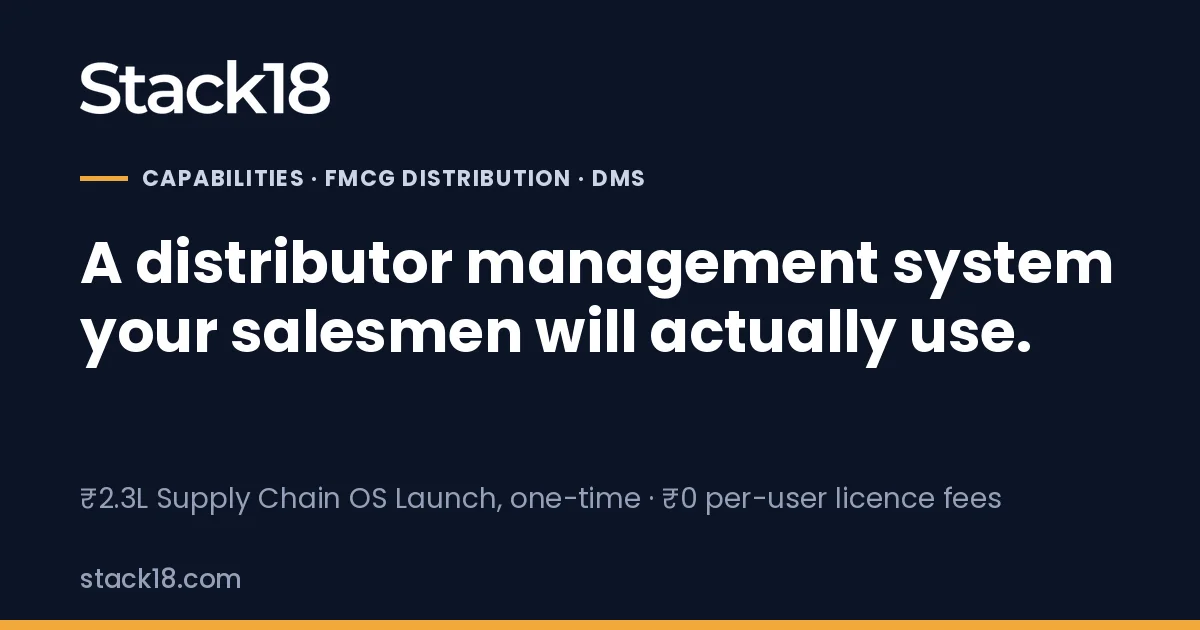 Stack18
CAPABILITIES · FMCG DISTRIBUTION · DMS
A distributor management system
your salesmen will actually use.
₹2.3L Supply Chain OS Launch, one-time · ₹0 per-user licence fees
stack18.com